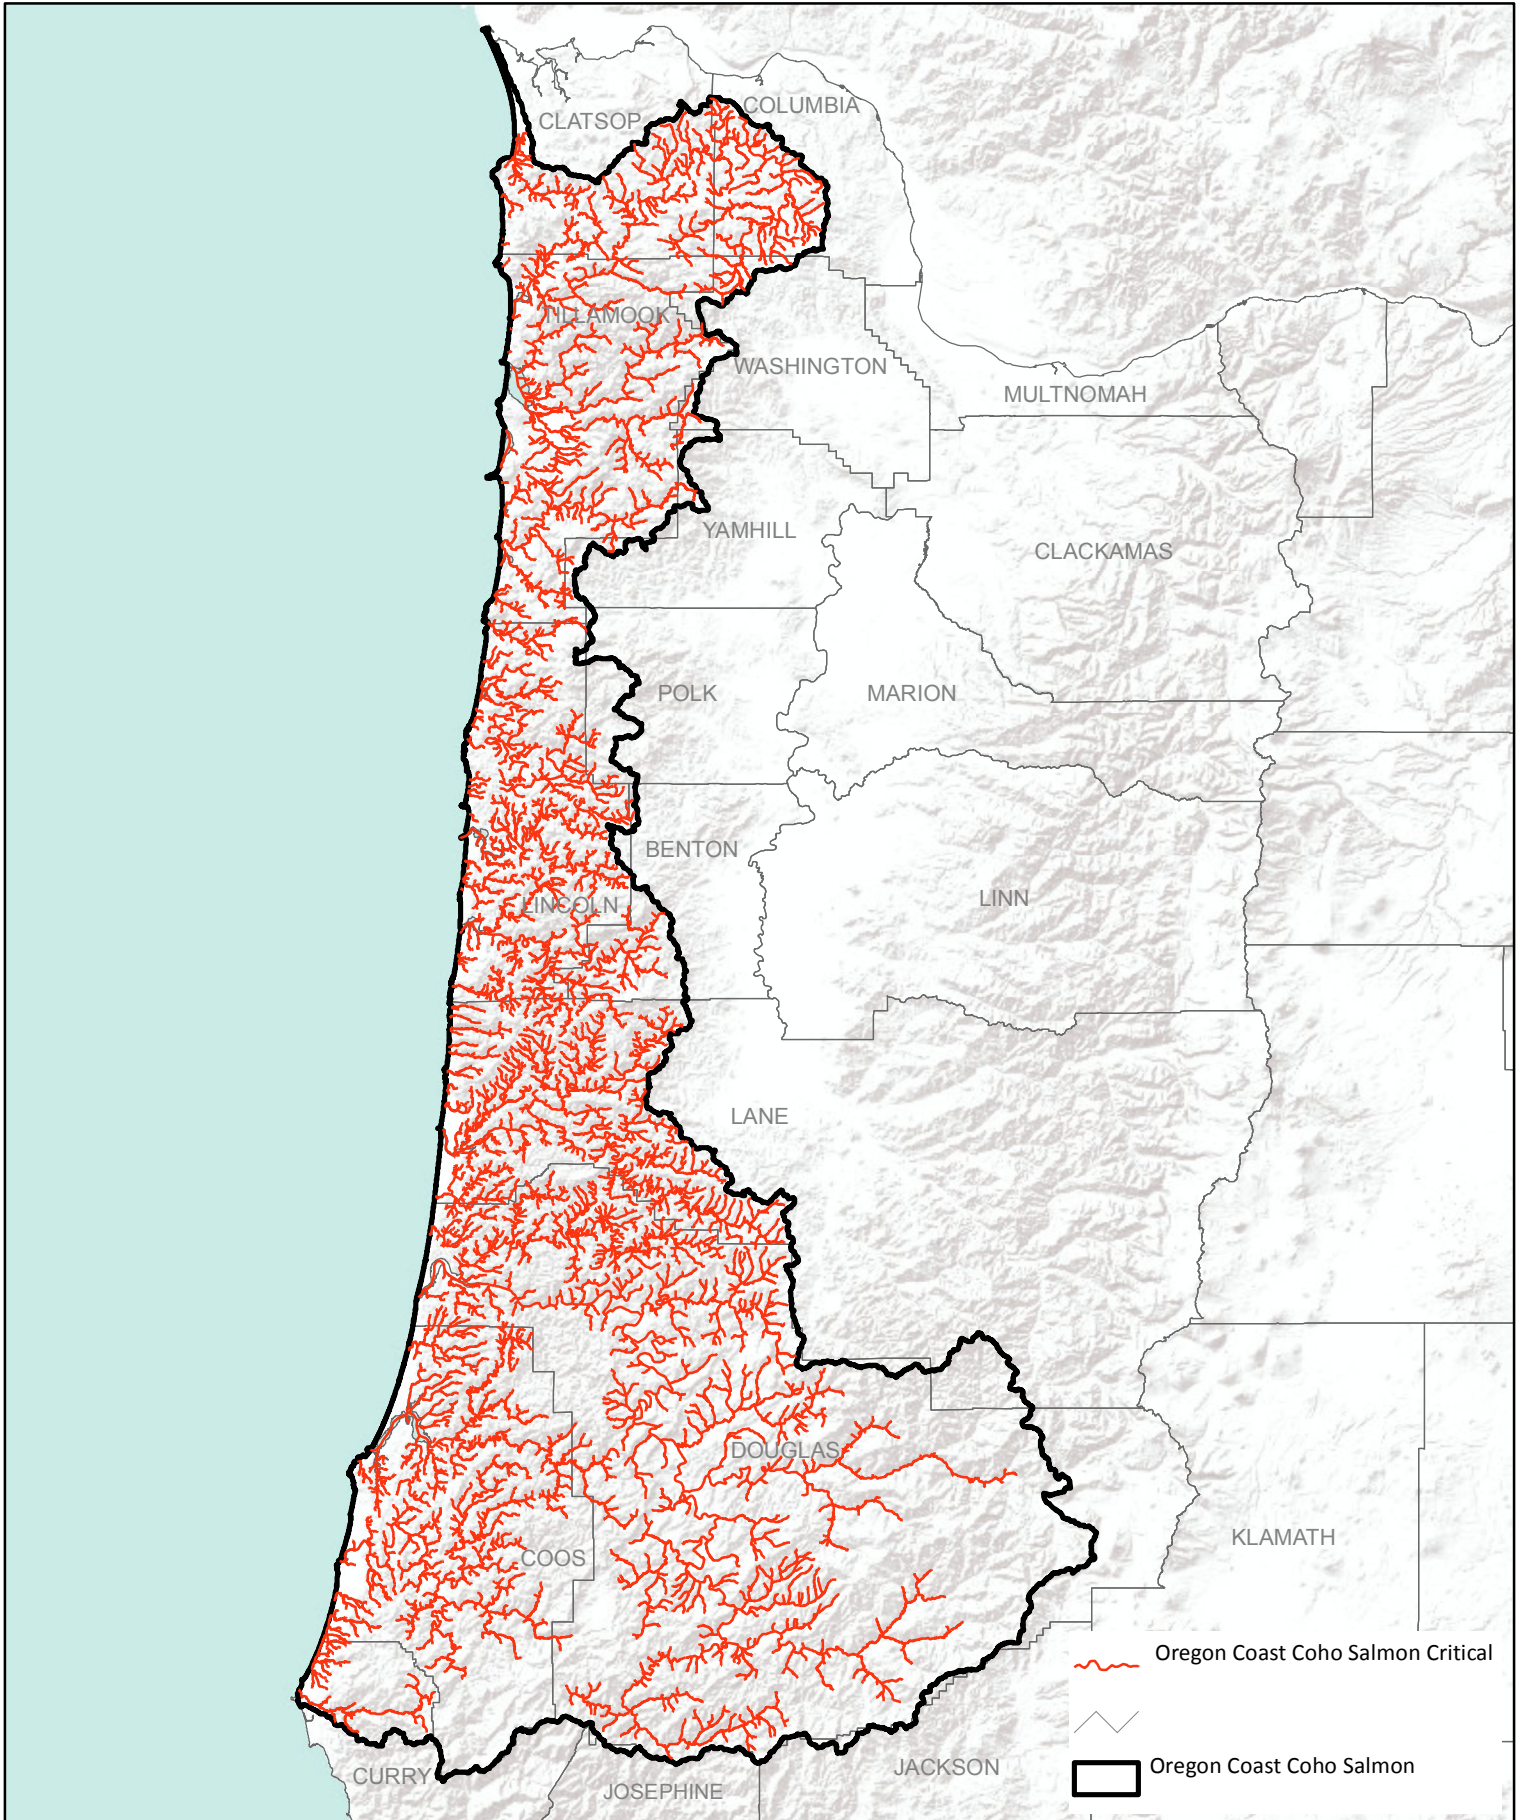 COLUMBIA
CLATSOP
TILLAMOOK
WASHINGTON
MULTNOMAH
YAMHILL
CLACKAMAS
POLK
MARION
BENTON
LINN
LINCOLN
LANE
DOUGLAS
KLAMATH
COOS
Oregon Coast Coho Salmon Critical
Oregon Coast Coho Salmon
JACKSON
CURRY
JOSEPHINE